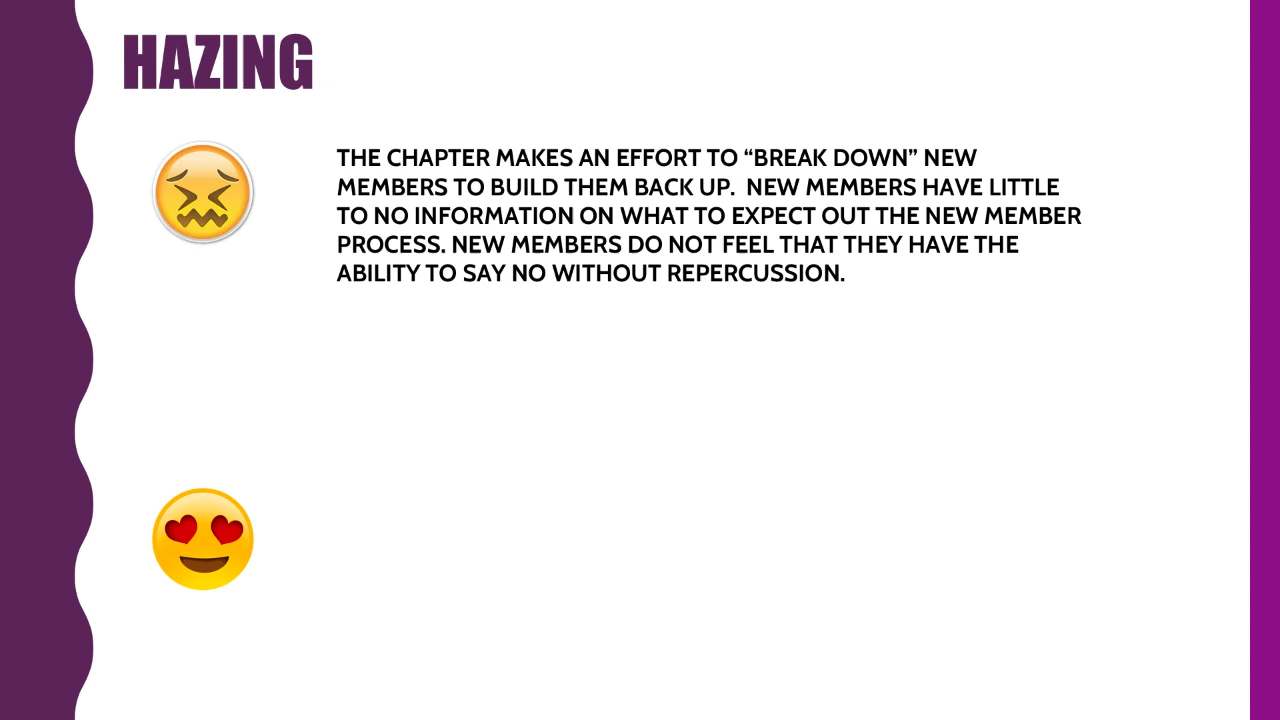 HAZING
THE CHAPTER MAKES AN EFFORT TO “BREAK DOWN” NEW
MEMBERS TO BUILD THEM BACK UP.  NEW MEMBERS HAVE LITTLE
TO NO INFORMATION ON WHAT TO EXPECT OUT THE NEW MEMBER
PROCESS. NEW MEMBERS DO NOT FEEL THAT THEY HAVE THE
ABILITY TO SAY NO WITHOUT REPERCUSSION.